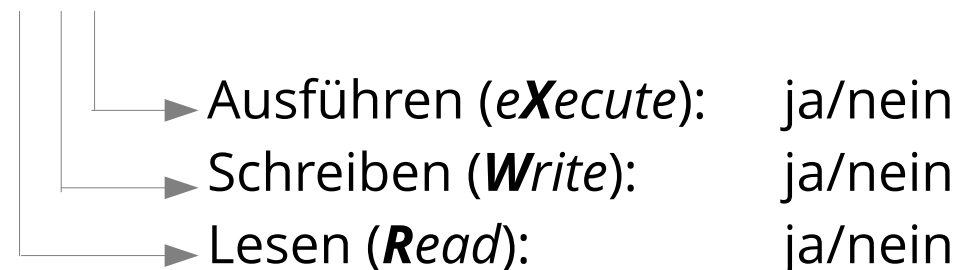 Ausführen (eXecute): ja/nein
Schreiben (Write): ja/nein
Lesen (Read): ja/nein